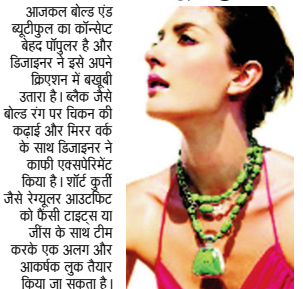 आजकल बोल्ड एंड
ब्यूटीफुल का कॉन्सेप्ट
बेहद पॉपुलर है और
डिजाइनर ने इसे अपने
क्रिएशन में बखूबी
उतारा है। ब्लैक जैसे
बोल्ड रंग पर चिकन की
कढ़ाई और मिरर वर्क
के साथ डिजाइनर ने
काफी एक्सपेरिमेंट
किया है। शॉर्ट कुर्ती
जैसे रेग्यूलर आउटफिट
को फैंसी टाइट्स या
जींस के साथ टीम
करके एक अलग और
आकर्षक लुक तैयार
किया जा सकता है।